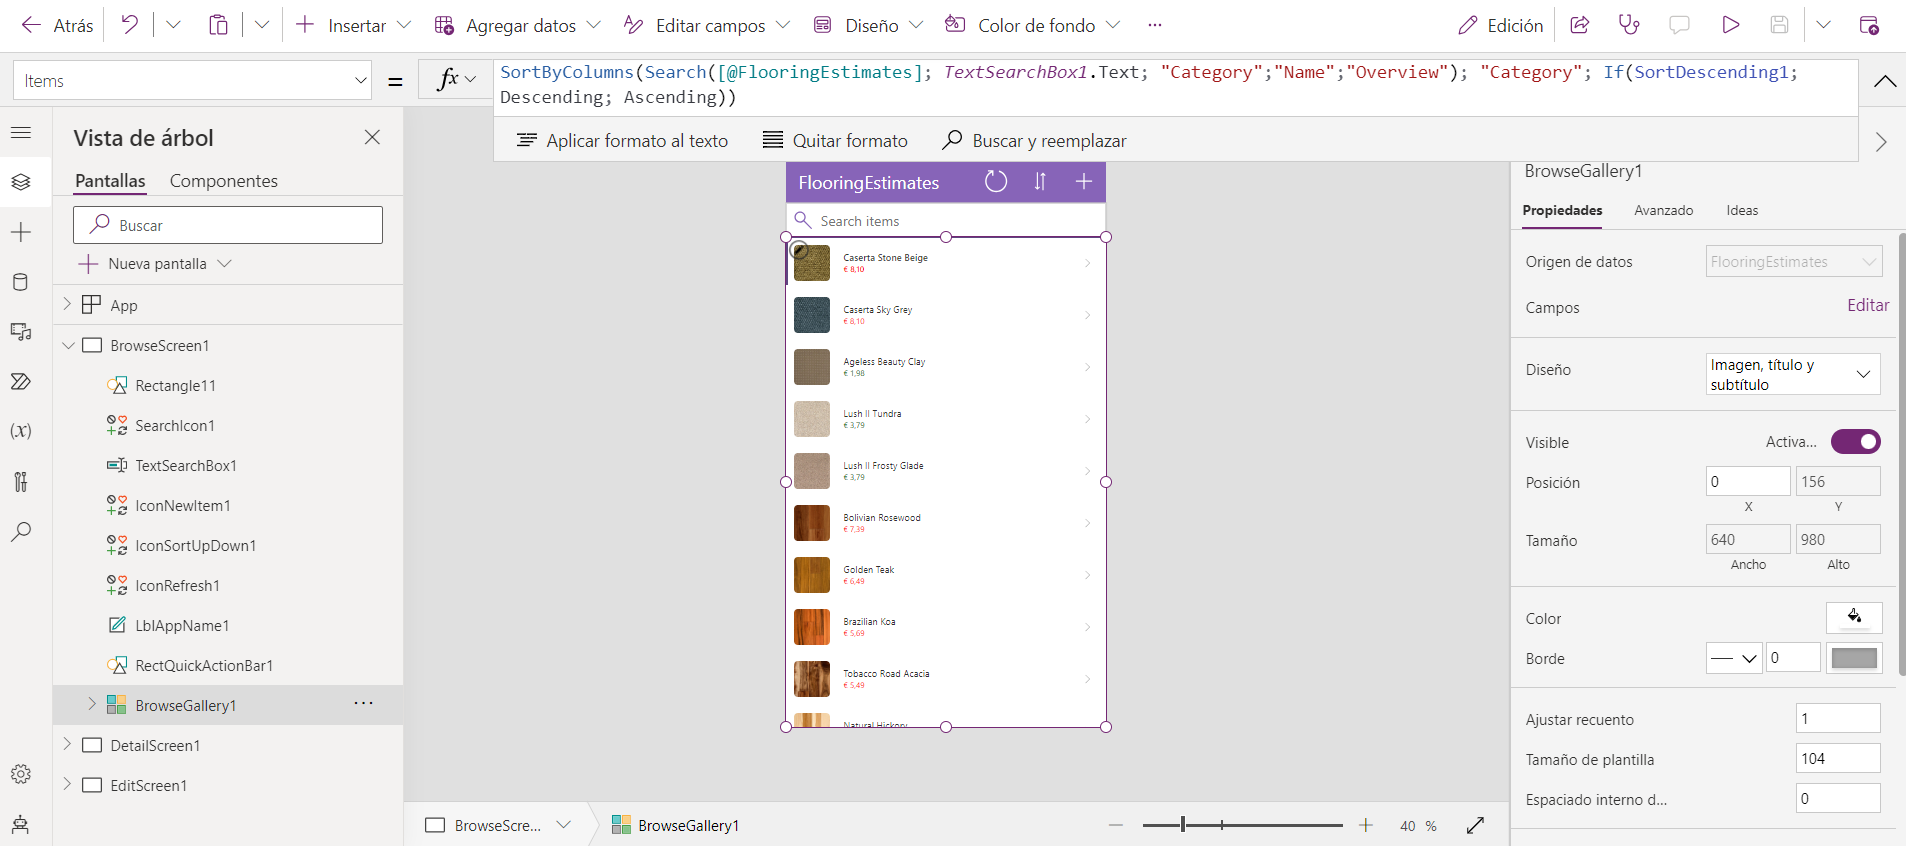 Atrás
Insertar
Agregar datos
Editar campos
Diseño
Color de fondo
...
Edición
Items
=
fx
SortByColumns(Search([@FlooringEstimates]; TextSearchBox1.Text; "Category";"Name";"Overview"); "Category"; If(SortDescending1;
Descending; Ascending))
Aplicar formato al texto
Quitar formato
Buscar y reemplazar
Vista de árbol
Pantallas
Componentes
Buscar
Nueva pantalla
App
BrowseScreen1
Rectangle11
SearchIcon1
TextSearchBox1
IconNewItem1
IconSortUpDown1
IconRefresh1
LblAppName1
RectQuickActionBar1
BrowseGallery1
...
DetailScreen1
EditScreen1
(x)
FlooringEstimates
Search items
Caserta Stone Beige
€ 8,10
Caserta Sky Grey
€ 8,10
Ageless Beauty Clay
€ 1,98
Lush II Tundra
€ 3,79
Lush II Frosty Glade
€ 3,79
Bolivian Rosewood
€ 7,39
Golden Teak
€ 6,49
Brazilian Koa
€ 5,69
Tobacco Road Acacia
€ 5,49
Natural Hickory
BrowseScre...
BrowseGallery1
40 %
BrowseGallery1
Propiedades
Avanzado
Ideas
Origen de datos
FlooringEstimates
Campos
Editar
Diseño
Imagen, título y
subtítulo
Visible
Activa...
Posición
0
156
X
Y
Tamaño
640
980
Ancho
Alto
Color
Borde
0
Ajustar recuento
1
Tamaño de plantilla
104
Espaciado interno d...
0